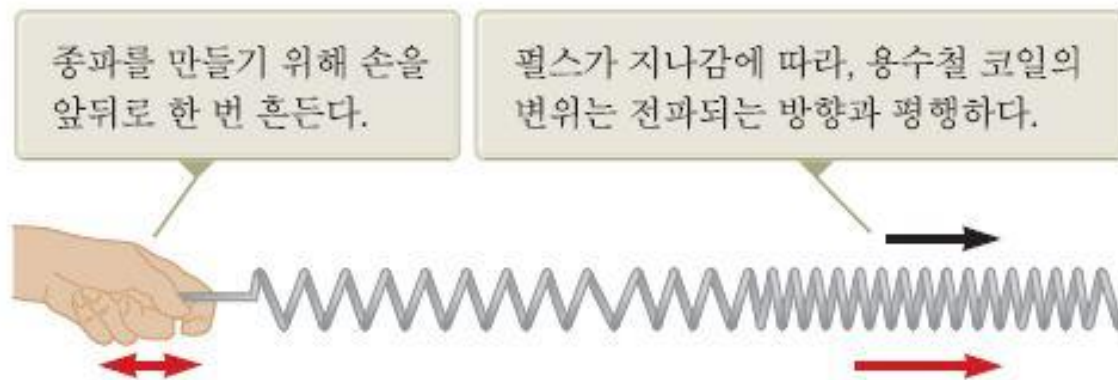 종파를 만들기 위해 손을
앞뒤로 한 번 흔든다.
펄스가 지나감에 따라, 용수철 코일의
변위는 전파되는 방향과 평행하다.